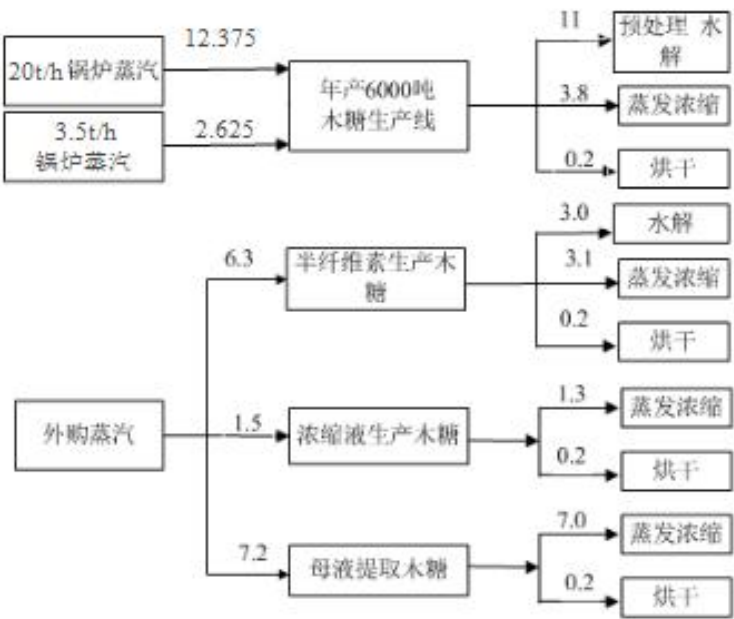 12.375
11
预处理 水
解
20t/h 锅炉蒸汽
年产6000吨
木糖生产线
3.8
蒸发浓缩
3.5t/h
锅炉蒸汽
2.625
0.2
烘干
3.0
水解
6.3
半纤维素生产木
糖
3.1
蒸发浓缩
0.2
烘干
外购蒸汽
1.5
浓缩液生产木糖
1.3
蒸发浓缩
0.2
烘干
7.2
母液提取木糖
7.0
蒸发浓缩
0.2
烘干